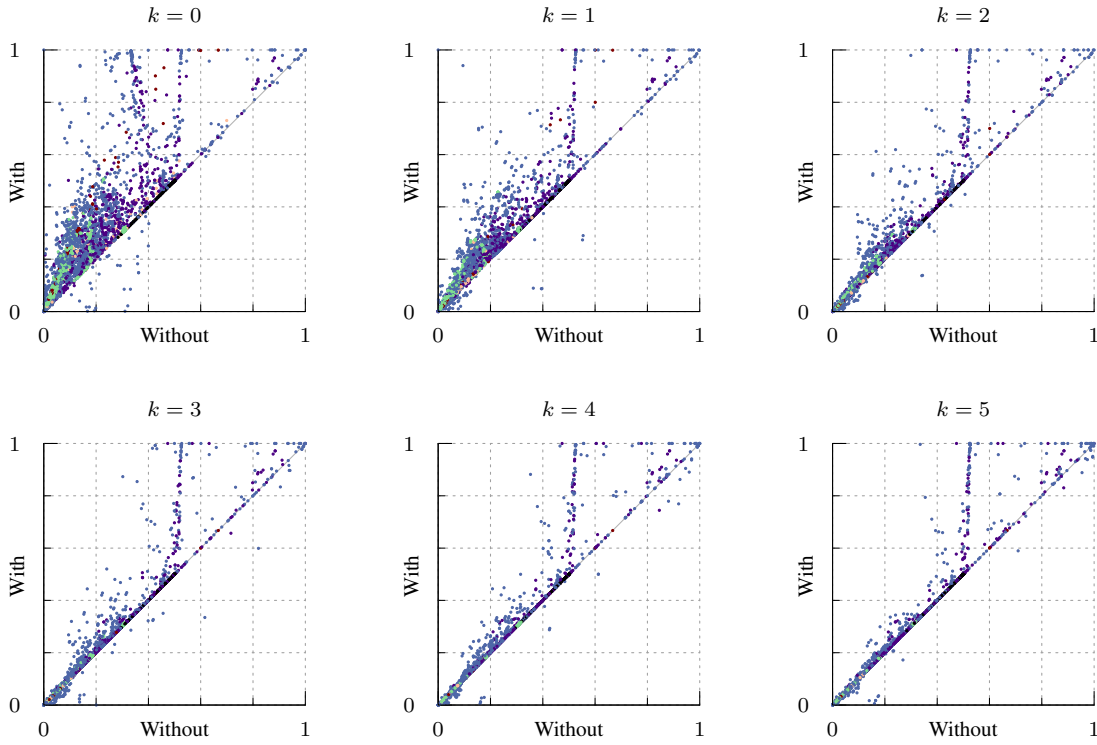 k = 0
k = 1
k = 2
1
1
1
With
With
With
0
0
0
0 Without 1
0 Without 1
0 Without 1
k = 3
k = 4
k = 5
1
1
1
With
With
With
0
0
0
0 Without 1
0 Without 1
0 Without 1